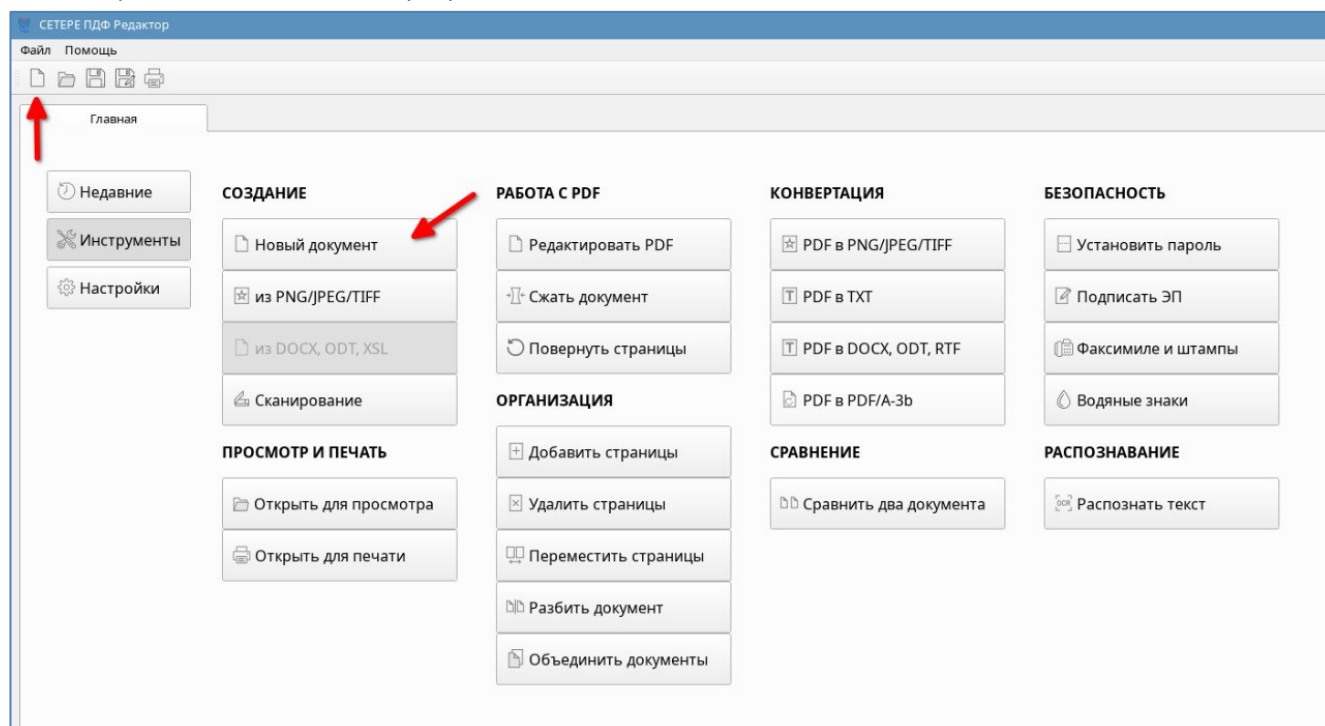 СЕТЕРЕ ПДФ Редактор
Файл Помощь
Главная
Недавние
Инструменты
Настройки
СОЗДАНИЕ
Новый документ
из PNG/JPEG/TIFF
из DOCX, ODT, XSL
Сканирование
ПРОСМОТР И ПЕЧАТЬ
Открыть для просмотра
Открыть для печати
РАБОТА С PDF
Редактировать PDF
Сжать документ
Повернуть страницы
ОРГАНИЗАЦИЯ
Добавить страницы
Удалить страницы
Переместить страницы
Разбить документ
Объединить документы
КОНВЕРТАЦИЯ
PDF в PNG/JPEG/TIFF
PDF в TXT
PDF в DOCX, ODT, RTF
PDF в PDF/A-3b
СРАВНЕНИЕ
Сравнить два документа
БЕЗОПАСНОСТЬ
Установить пароль
Подписать ЭП
Факсимиле и штампы
Водяные знаки
РАСПОЗНАВАНИЕ
Распознать текст